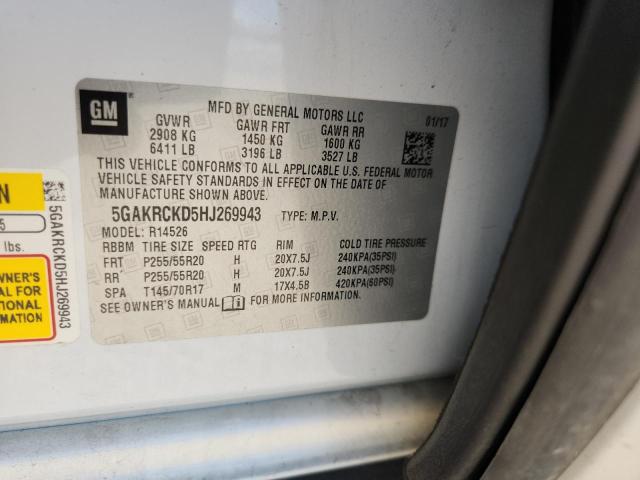 GM
MFD BY GENERAL MOTORS LLC
01/17
GVWR GAWR FRT GAWR RR
2908 KG 1450 KG 1600 KG
6411 LB 3196 LB 3527 LB
THIS VEHICLE CONFORMS TO ALL APPLICABLE U.S. FEDERAL MOTOR
VEHICLE SAFETY STANDARDS IN EFFECT ON THE DATE OF
MANUFACTURE SHOWN ABOVE.
5GAKRCKD5HJ269943 TYPE: M.P.V.
MODEL: R14526
RBBM TIRE SIZE SPEED RTG RIM COLD TIRE PRESSURE
FRT P255/55R20 H 20X7.5J 240KPA(35PSI)
RR P255/55R20 H 20X7.5J 240KPA(35PSI)
SPA T145/70R17 M 17X4.5B 420KPA(60PSI)
SEE OWNER'S MANUAL FOR MORE INFORMATION.
N
5
lbs.
OWNER'S
AL FOR
TIONAL
RMATION
5GAKRCKD5HJ269943